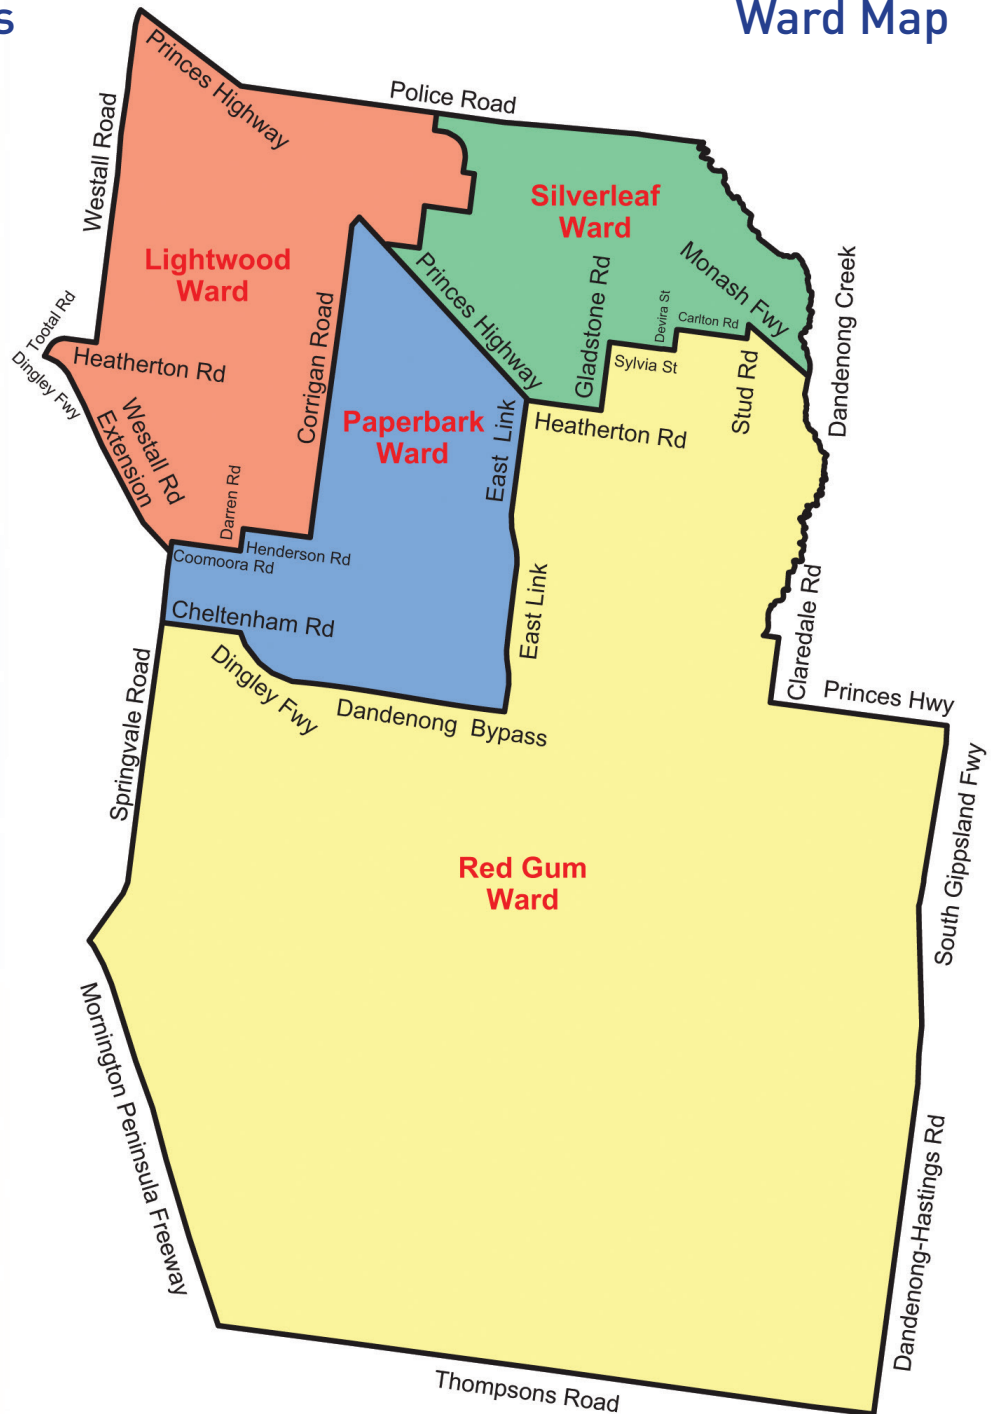 s
Ward Map
Princes Highway
Police Road
Westall Road
Silverleaf
Ward
Lightwood
Ward
Monash Fwy
Dandenong Creek
Princes Highway
Gladstone Rd
Devira St
Carlton Rd
Tootal Rd
Corrigan Road
Dingley Fwy
Heatherton Rd
Sylvia St
Stud Rd
Westall Rd
Extension
Paperbark
Ward
East Link
Heatherton Rd
Darren Rd
Henderson Rd
Coomoora Rd
East Link
Claredale Rd
Cheltenham Rd
Dingley Fwy
Dandenong Bypass
Princes Hwy
Springvale Road
South Gippsland Fwy
Red Gum
Ward
Mornington Peninsula Freeway
Dandenong-Hastings Rd
Thompsons Road